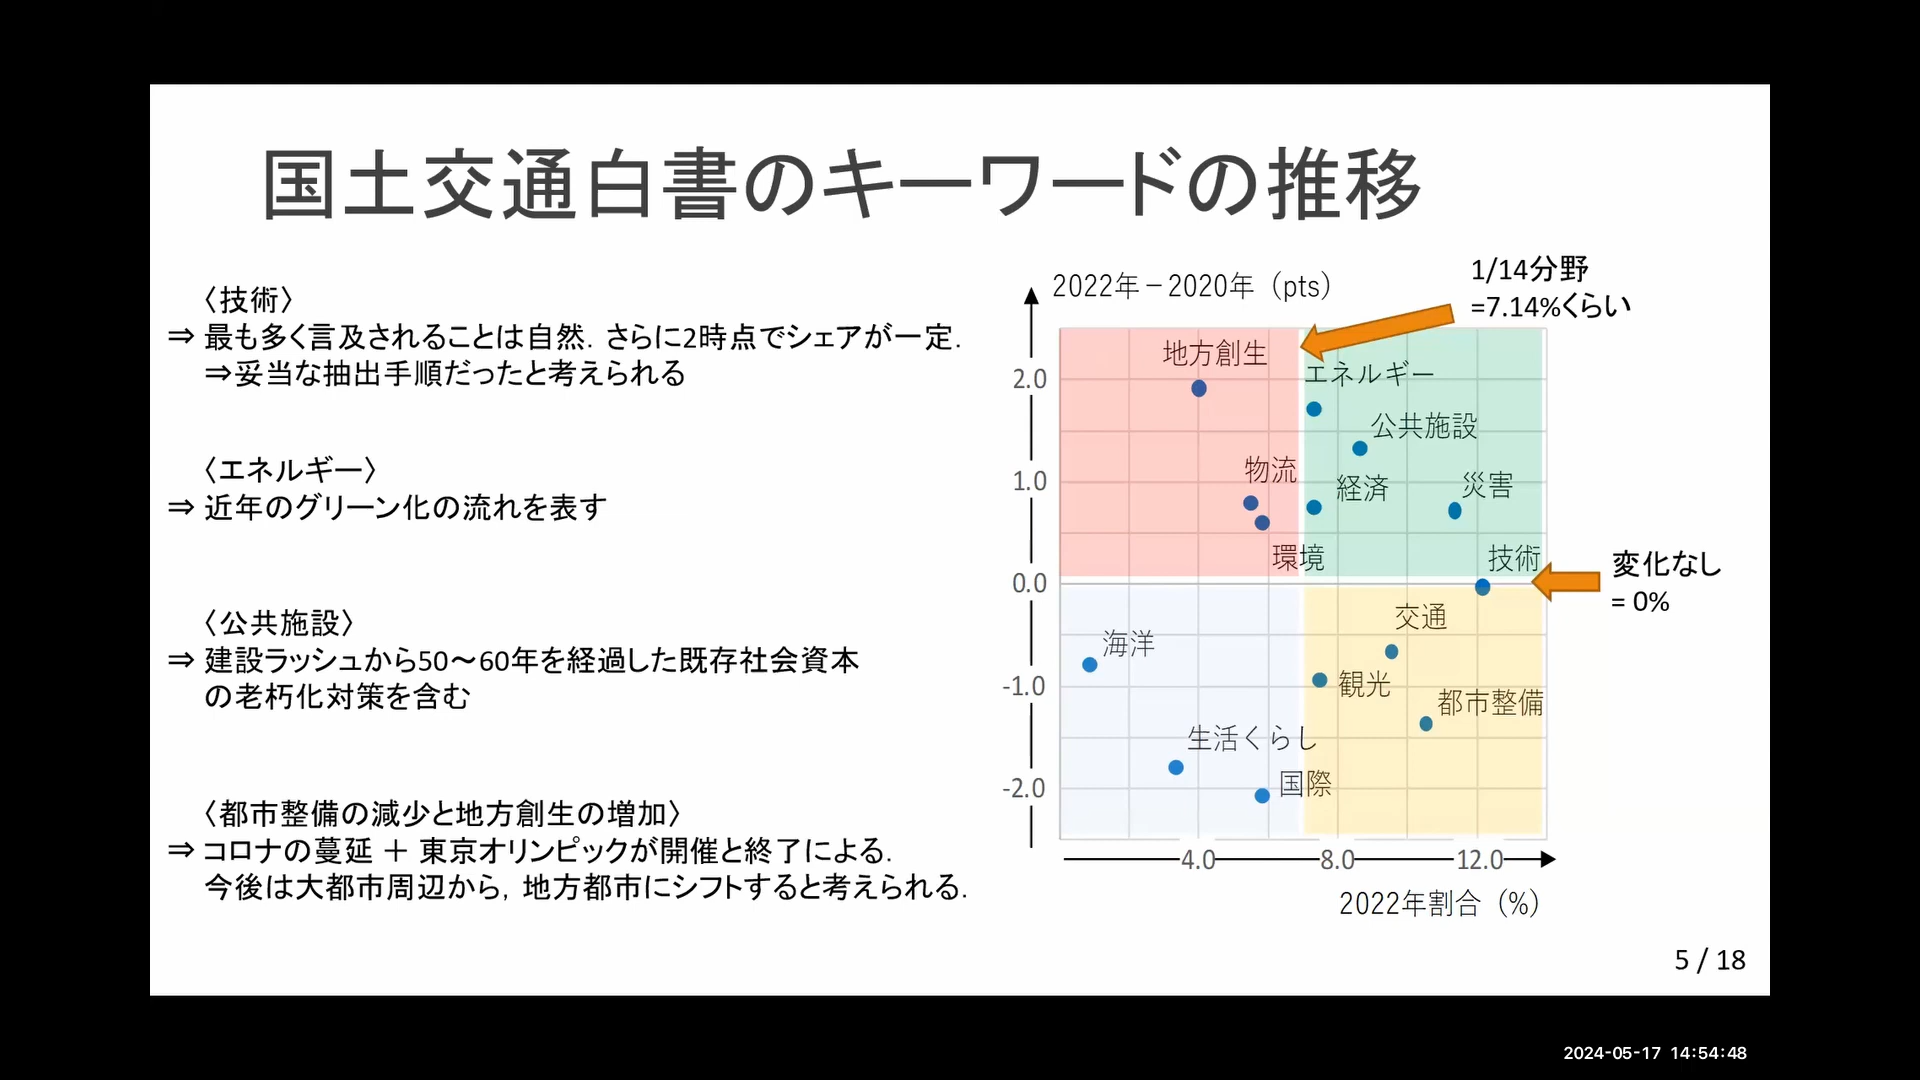 国土交通白書のキーワードの推移
〈技術〉
⇒ 最も多く言及されることは自然．さらに2時点でシェアが一定．
⇒妥当な抽出手順だったと考えられる
〈エネルギー〉
⇒ 近年のグリーン化の流れを表す
〈公共施設〉
⇒ 建設ラッシュから50～60年を経過した既存社会資本
の老朽化対策を含む
〈都市整備の減少と地方創生の増加〉
⇒ コロナの蔓延 ＋ 東京オリンピックが開催と終了による．
今後は大都市周辺から，地方都市にシフトすると考えられる．
2022年－2020年（pts）
1/14分野
=7.14%くらい
地方創生
エネルギー
2.0
公共施設
物流
1.0
経済
災害
環境
技術
0.0
変化なし
= 0%
交通
海洋
-1.0
観光
都市整備
生活くらし
-2.0
国際
4.0
8.0
12.0
2022年割合（%）
5 / 18
2024-05-17 14:54:48